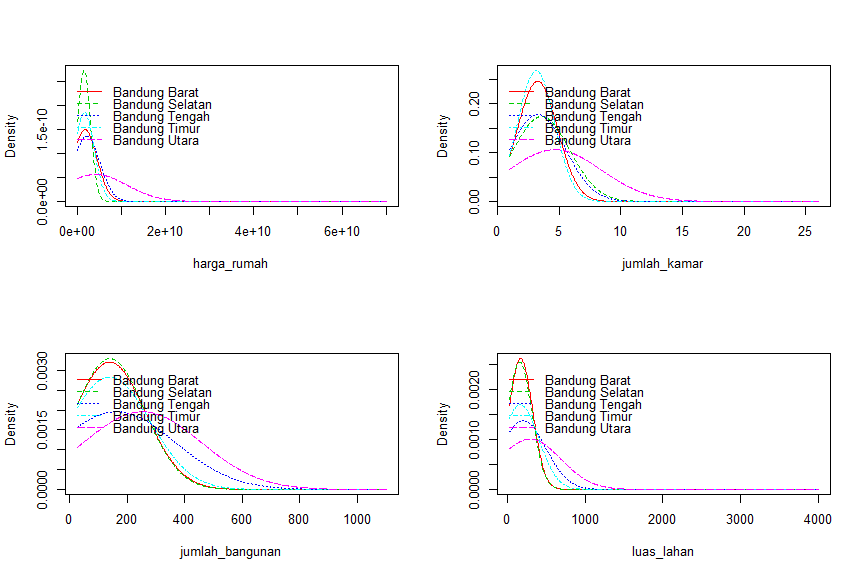 Density
0.0e+00
1.5e-10
Bandung Barat
Bandung Selatan
Bandung Tengah
Bandung Timur
Bandung Utara
0e+00 2e+10 4e+10 6e+10
harga_rumah
Density
0.00 0.10 0.20
Bandung Barat
Bandung Selatan
Bandung Tengah
Bandung Timur
Bandung Utara
0 5 10 15 20 25
jumlah_kamar
Density
0.0000 0.0015 0.0030
Bandung Barat
Bandung Selatan
Bandung Tengah
Bandung Timur
Bandung Utara
0 200 400 600 800 1000
jumlah_bangunan
Density
0.0000 0.0010 0.0020
Bandung Barat
Bandung Selatan
Bandung Tengah
Bandung Timur
Bandung Utara
0 1000 2000 3000 4000
luas_lahan